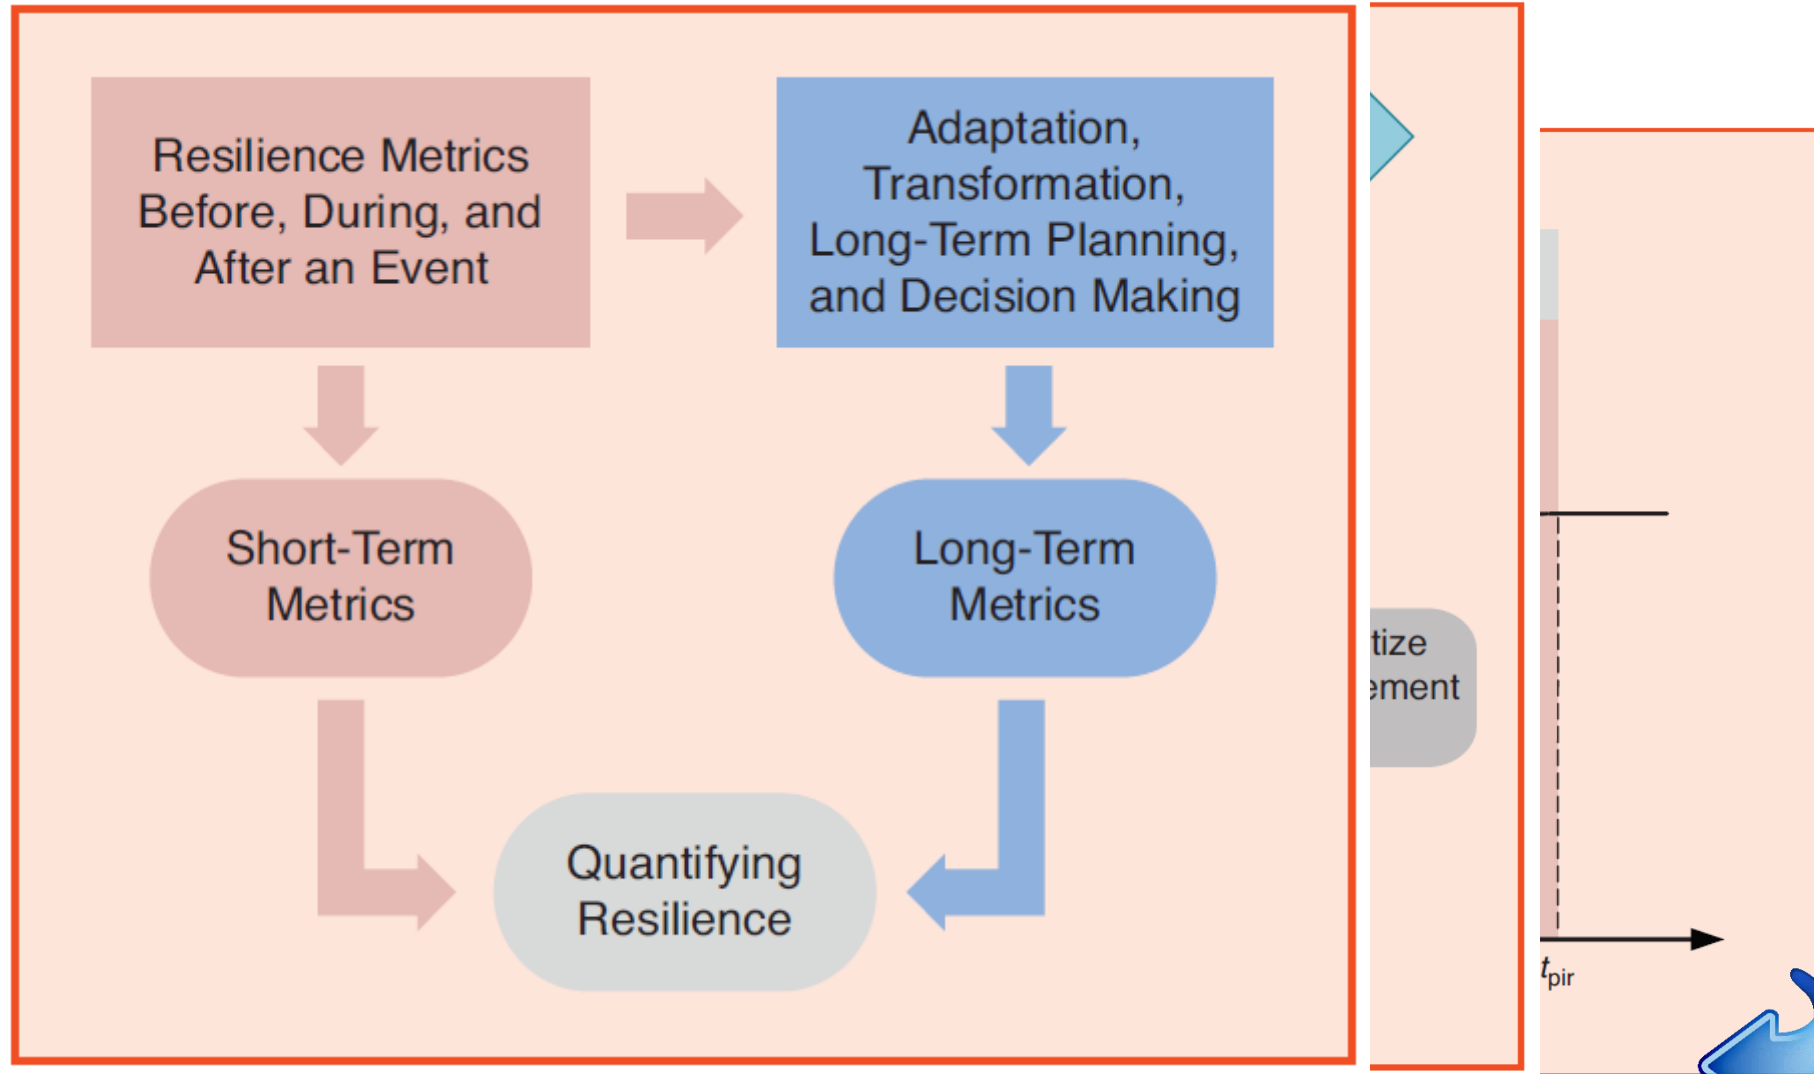 Resilience Metrics
Before, During, and
After an Event
Adaptation,
Transformation,
Long-Term Planning,
and Decision Making
Short-Term
Metrics
Long-Term
Metrics
Quantifying
Resilience
tize
ement
tpir